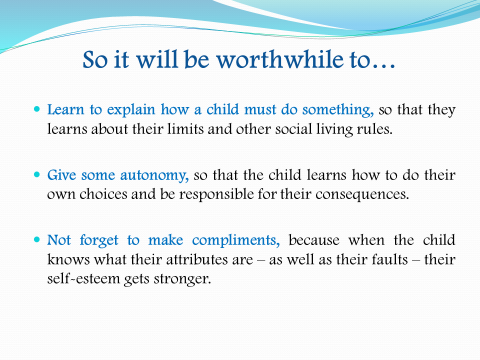 So it will be worthwhile to…
Learn to explain how a child must do something, so that they
learns about their limits and other social living rules.
Give some autonomy, so that the child learns how to do their
own choices and be responsible for their consequences.
Not forget to make compliments, because when the child
knows what their attributes are – as well as their faults – their
self-esteem gets stronger.